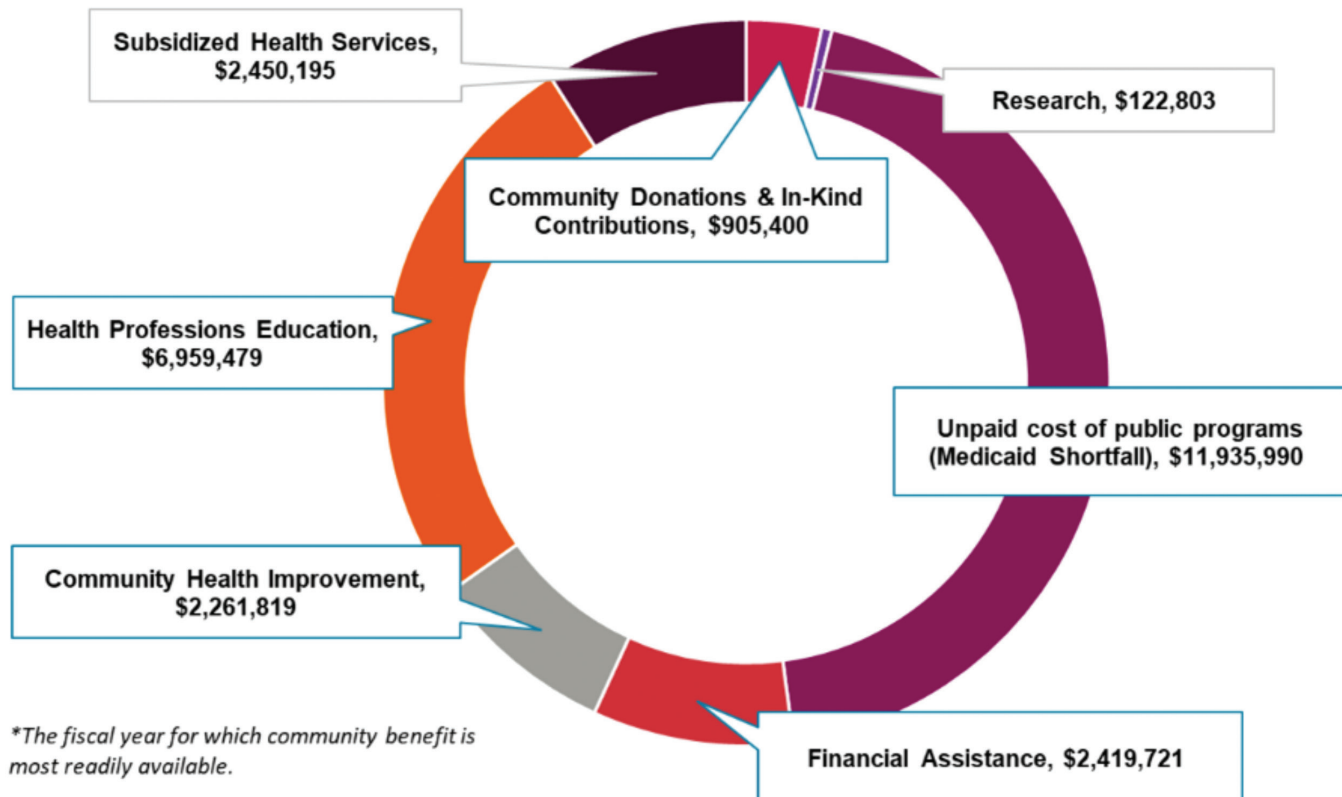 Subsidized Health Services,
$2,450,195
Research, $122,803
Community Donations & In-Kind
Contributions, $905,400
Health Professions Education,
$6,959,479
Unpaid cost of public programs
(Medicaid Shortfall), $11,935,990
Community Health Improvement,
$2,261,819
*The fiscal year for which community benefit is
most readily available.
Financial Assistance, $2,419,721